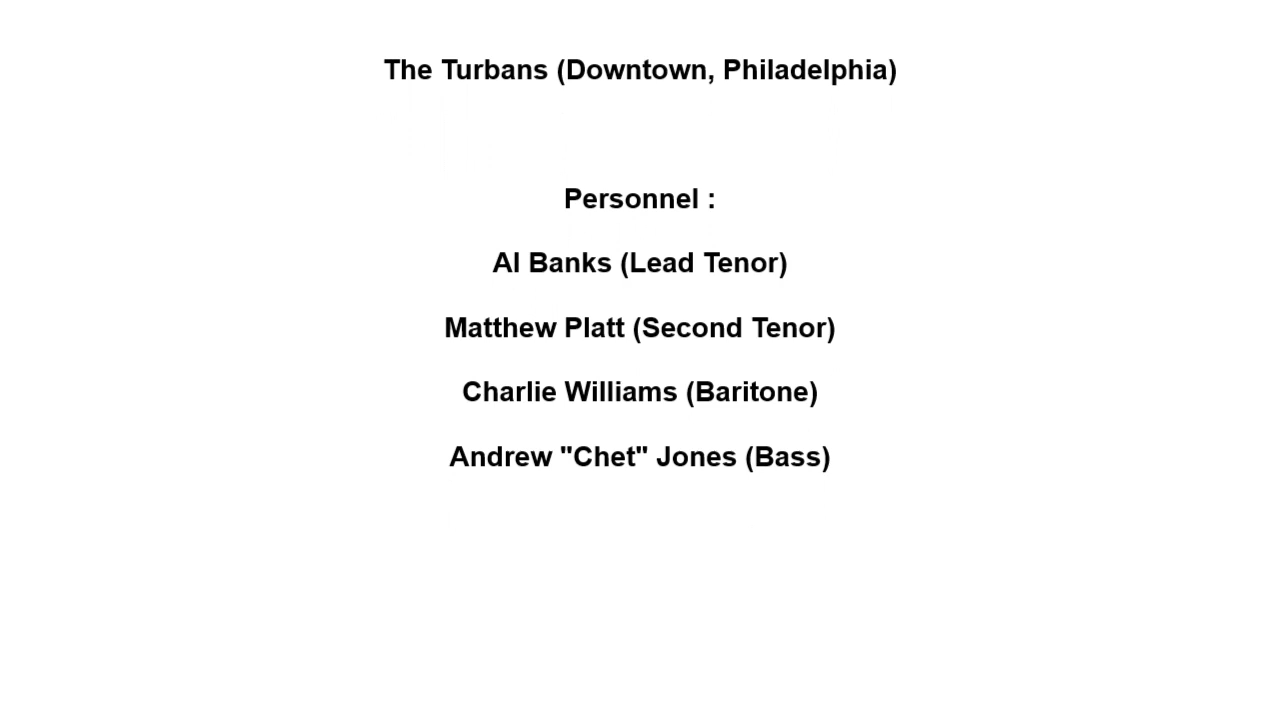 The Turbans (Downtown, Philadelphia)
Personnel :
Al Banks (Lead Tenor)
Matthew Platt (Second Tenor)
Charlie Williams (Baritone)
Andrew "Chet" Jones (Bass)